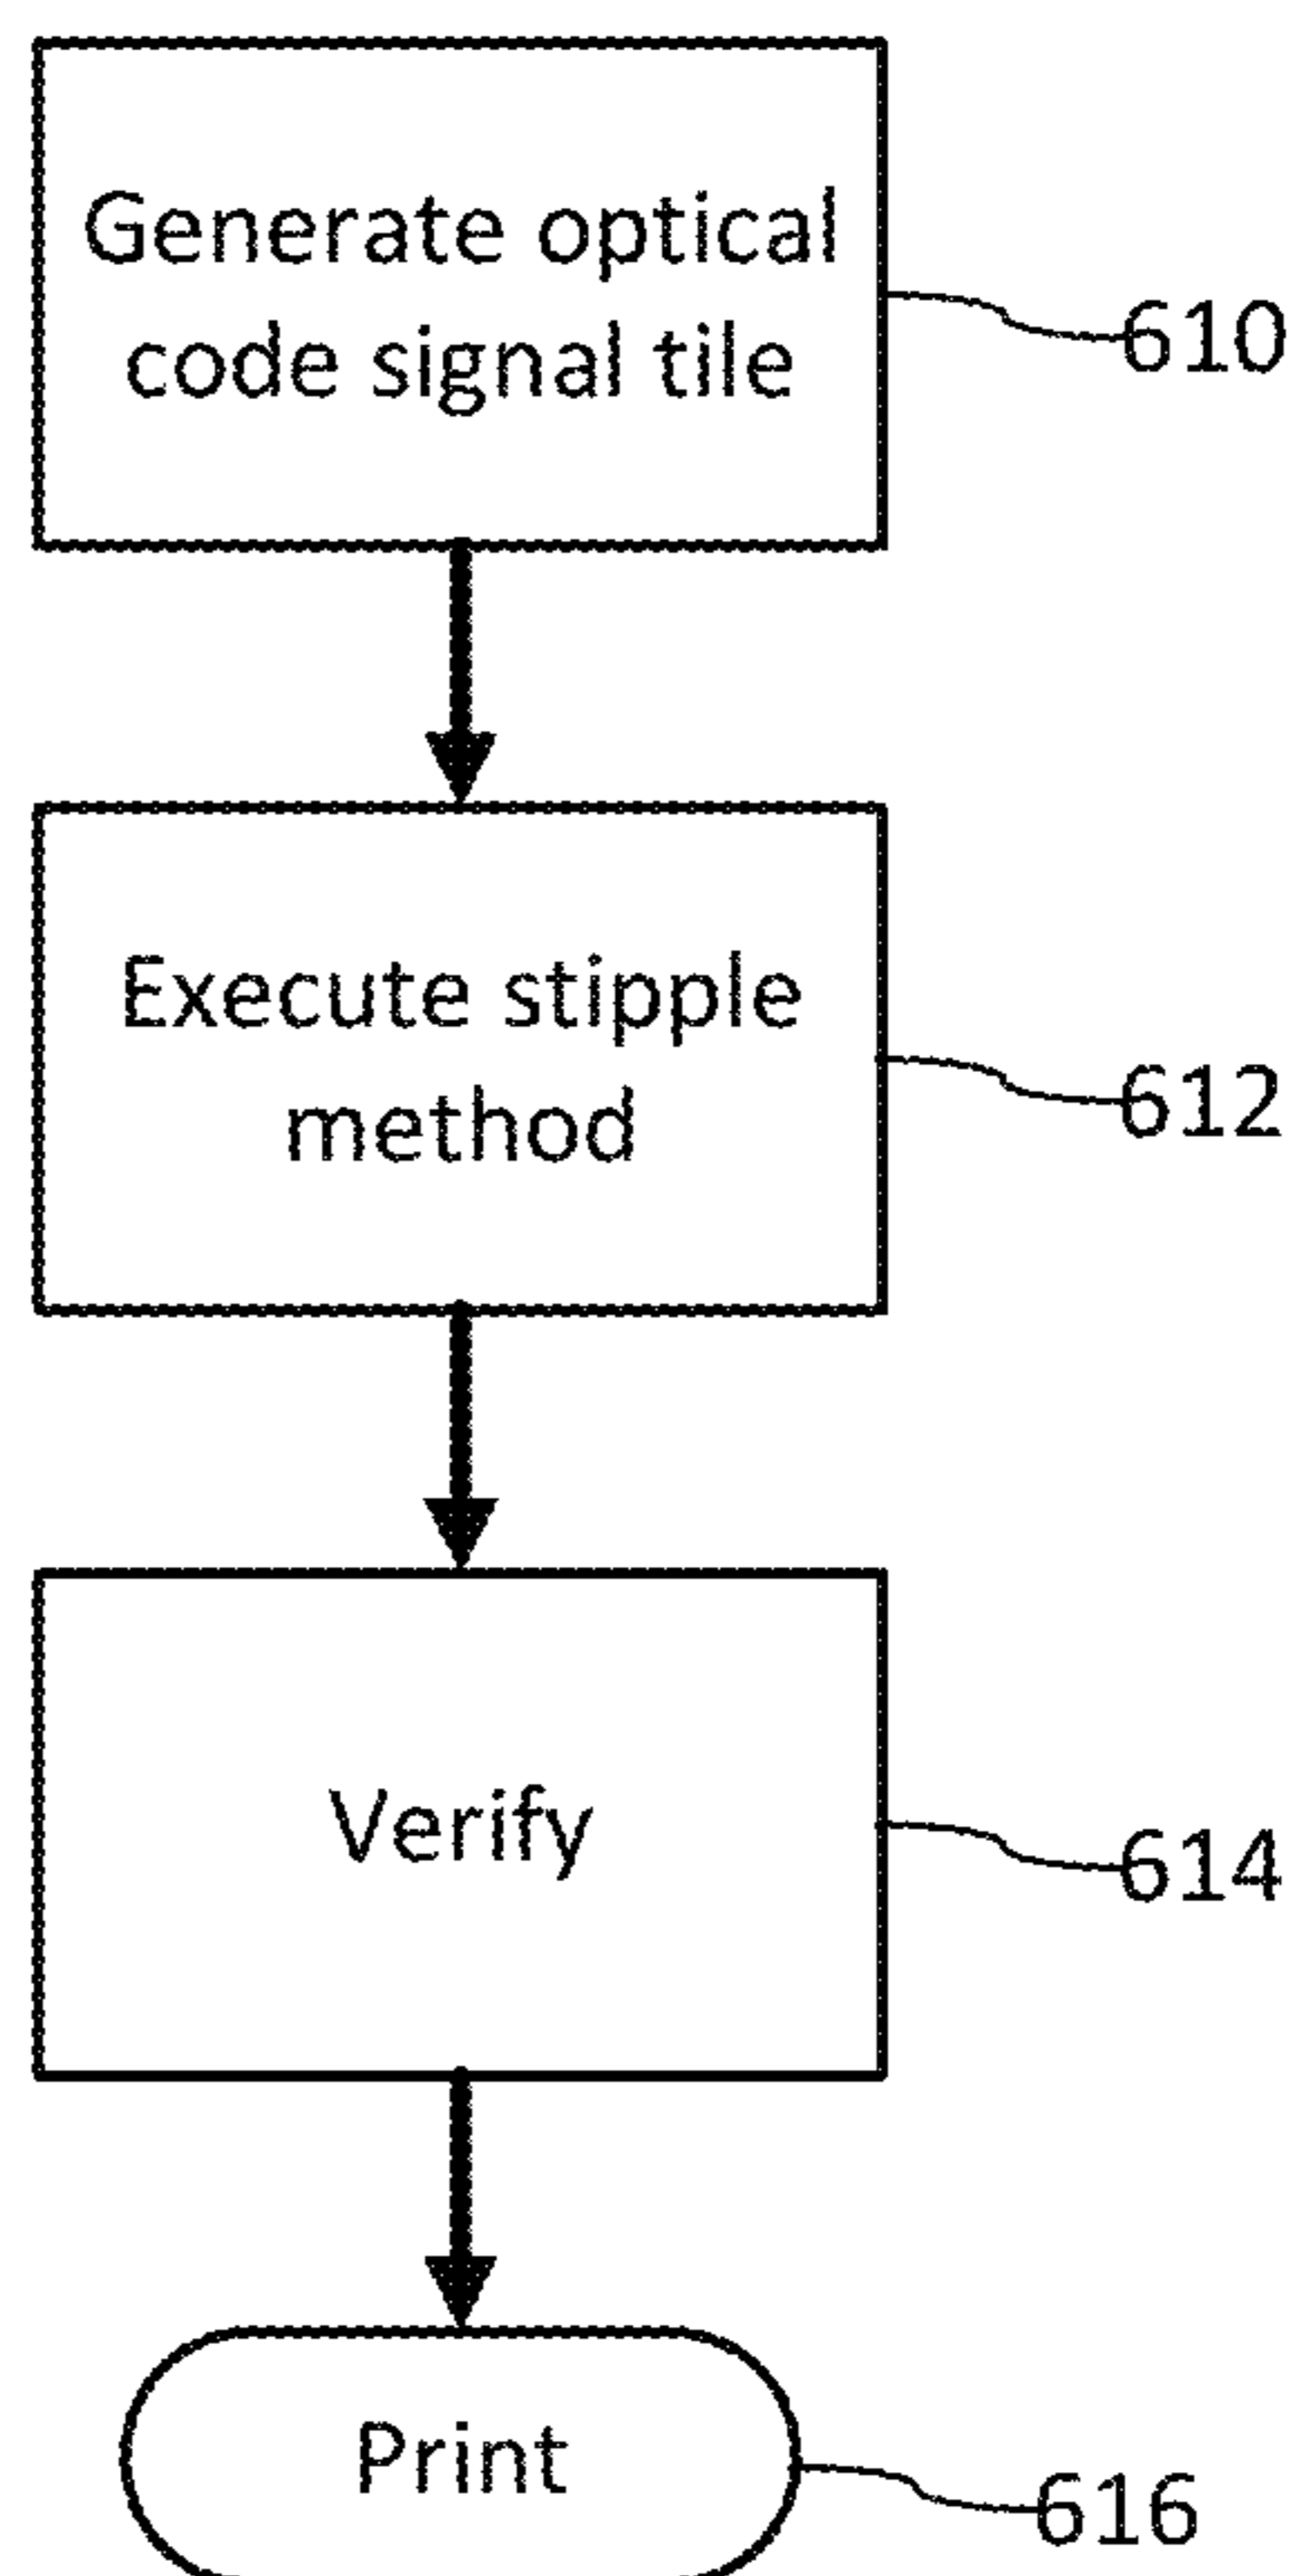 Generate optical
code signal tile
610
Execute stipple
method
612
Verify
614
Print
616